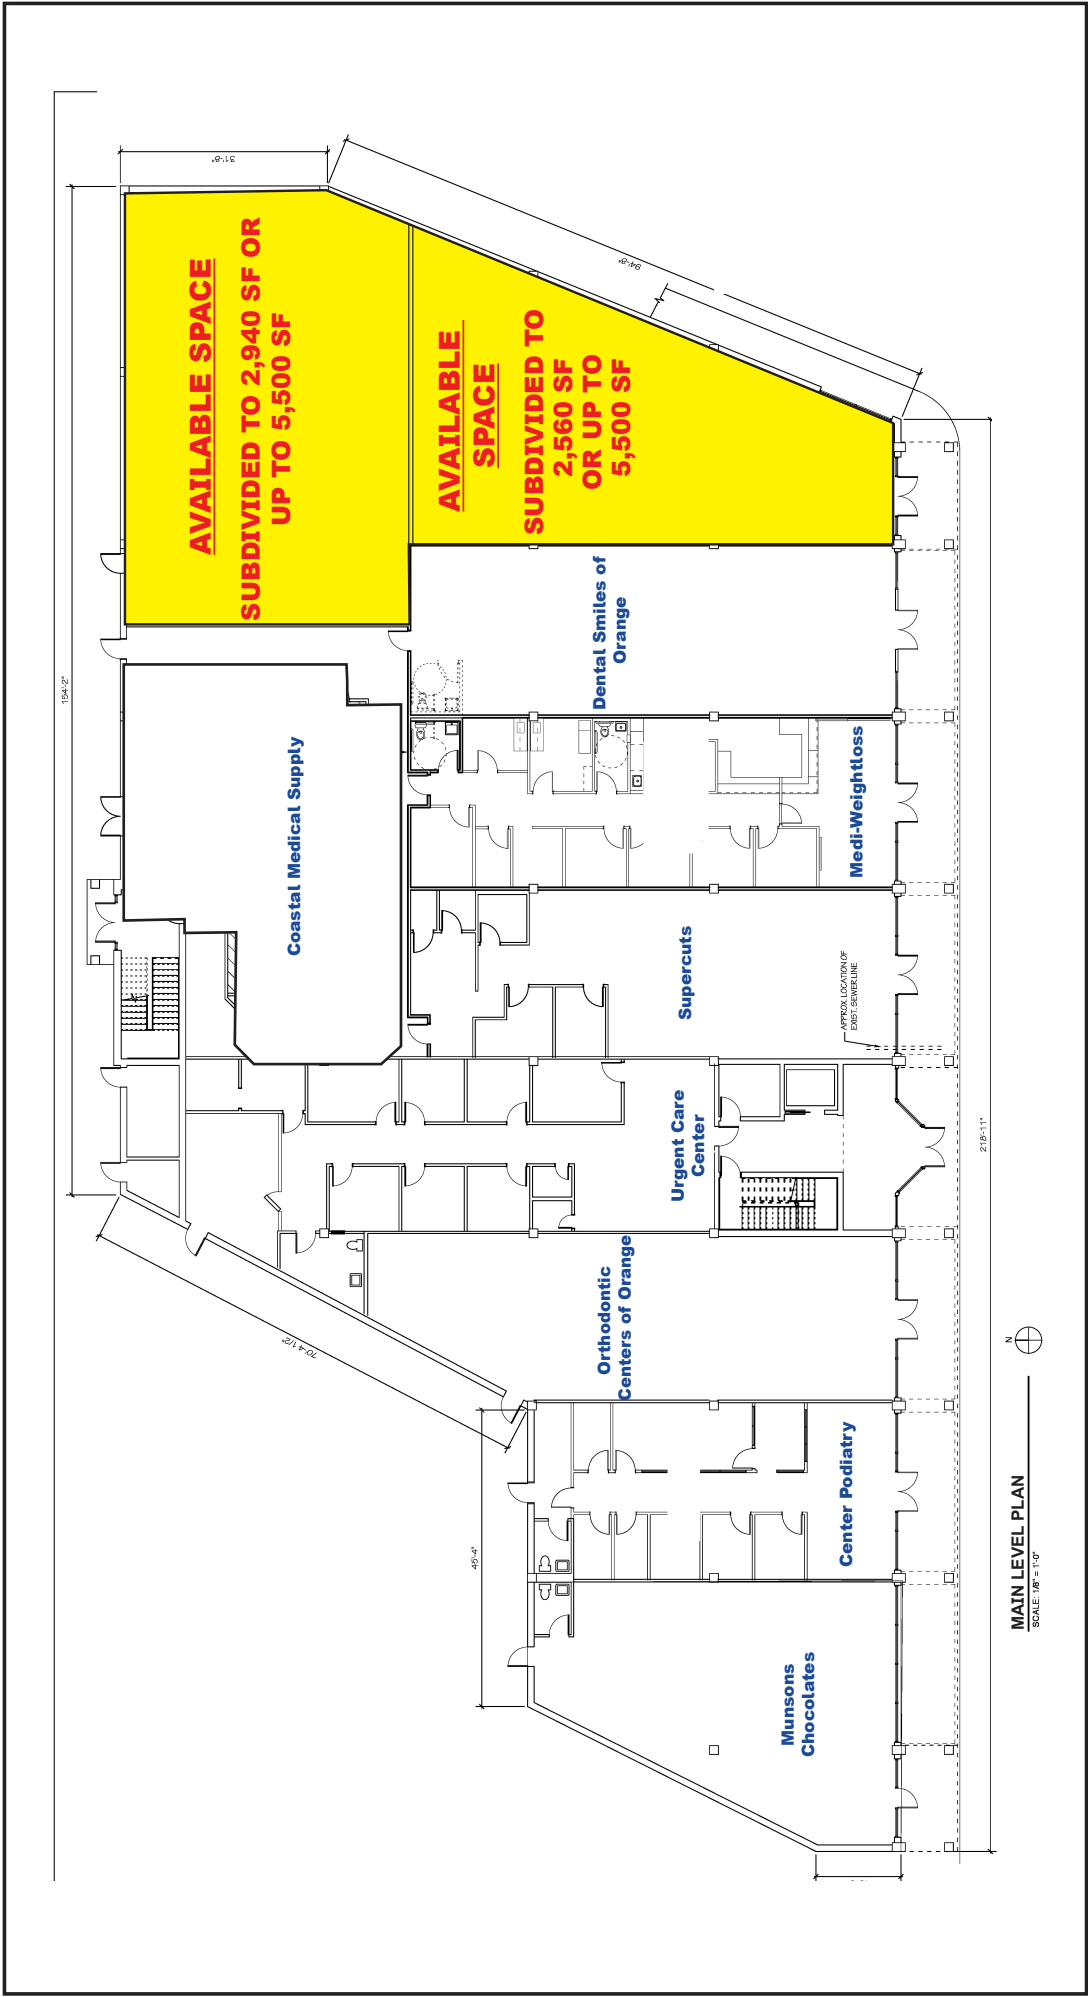 31'-8"
94'-8"
154'-2"
AVAILABLE SPACE
SUBDIVIDED TO 2,940 SF OR
UP TO 5,500 SF
AVAILABLE
SPACE
SUBDIVIDED TO
2,560 SF
OR UP TO
5,500 SF
Dental Smiles of
Orange
Coastal Medical Supply
Medi-Weightloss
Supercuts
APPROX. LOCATION OF
EXIST. SEWER LINE
Urgent Care
Center
218'-11"
Orthodontic
Centers of Orange
70'-4 1/2"
N
Center Podiatry
45'-4"
Munsons
Chocolates
MAIN LEVEL PLAN
SCALE: 1/8" = 1'-0"